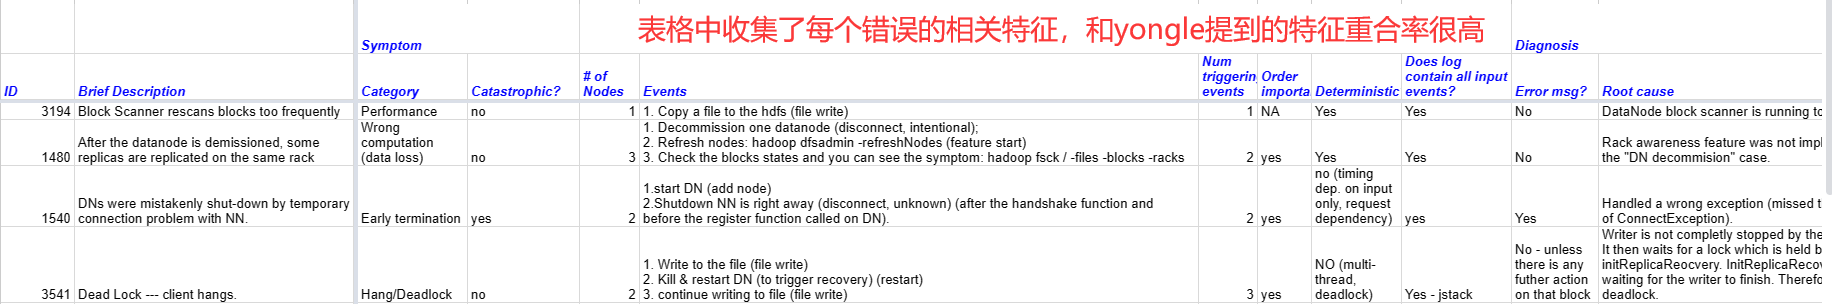 表格中收集了每个错误的相关特征，和yongle提到的特征重合率很高
Symptom
Diagnosis
ID
Brief Description
Category
Catastrophic?
# of
Nodes
Events
Num
triggerin
events
Order
importa
Deterministic
Does log
contain all input
events?
Error msg?
Root cause
3194
Block Scanner rescans blocks too frequently
Performance
no
1
1. Copy a file to the hdfs (file write)
1
NA
Yes
Yes
No
DataNode block scanner is running to
1480
After the datanode is demissioned, some
replicas are replicated on the same rack
Wrong
computation
(data loss)
no
3
1. Decommission one datanode (disconnect, intentional);
2. Refresh nodes: hadoop dfsadmin -refreshNodes (feature start)
3. Check the blocks states and you can see the symptom: hadoop fsck / -files -blocks -racks
2
yes
Yes
Yes
No
Rack awareness feature was not impl
the "DN decommision" case.
1540
DNs were mistakenly shut-down by temporary
connection problem with NN.
Early termination
yes
2
1.start DN (add node)
2.Shutdown NN is right away (disconnect, unknown) (after the handshake function and
before the register function called on DN).
2
yes
no (timing
dep. on input
only, request
dependency)
yes
Yes
Handled a wrong exception (missed t
of ConnectException).
3541
Dead Lock --- client hangs.
Hang/Deadlock
no
2
1. Write to the file (file write)
2. Kill & restart DN (to trigger recovery) (restart)
3. continue writing to file (file write)
3
yes
NO (multi-
thread,
deadlock)
Yes - jstack
No - unless
there is any
futher action
on that block
Writer is not completly stopped by the
It then waits for a lock which is held b
initReplicaReocvery. InitReplicaRecov
waiting for the writer to finish. Therefo
deadlock.